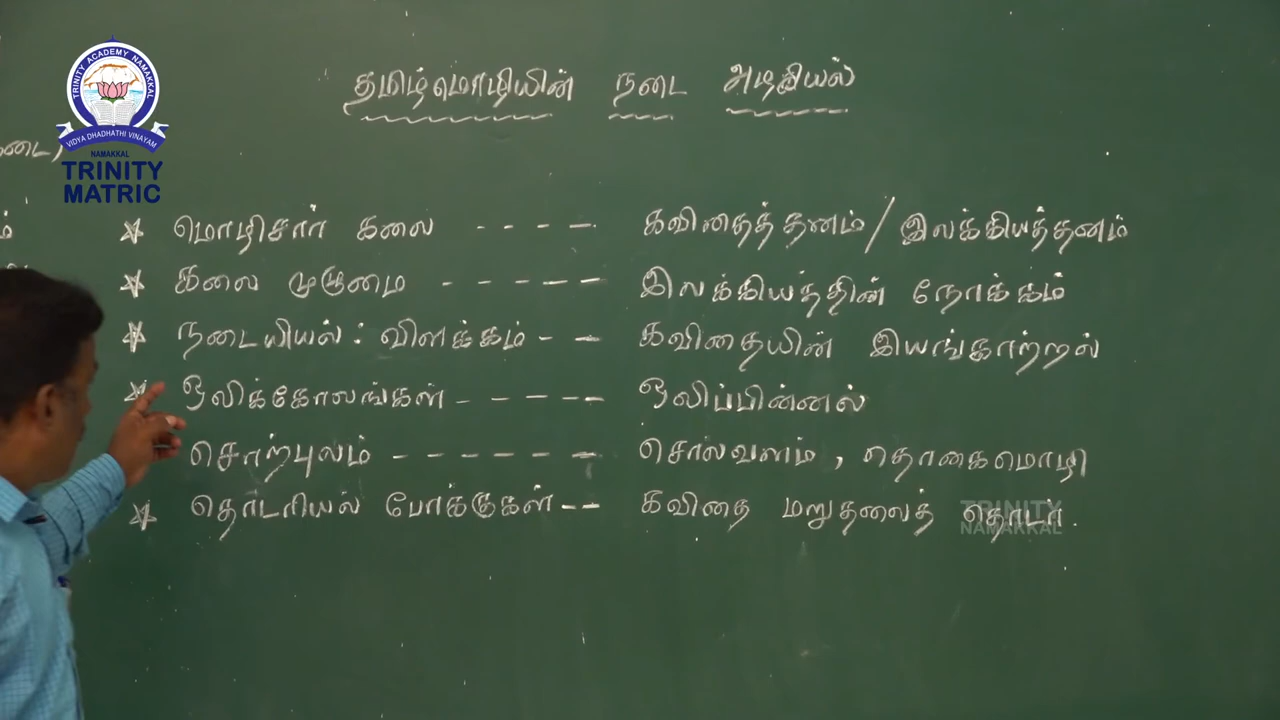 TRINITY ACADEMY NAMAKKAL
VIDYA DHADHATHI VINAYAM
NAMAKKAL
TRINITY
MATRIC
தமிழ்மொழியின் நடை அழகியல்
மொழிசார் கலை ---- கவிதைத்தனம்/இலக்கியத்தனம்
கலை முழுமை ----- இலக்கியத்தின் நோக்கம்
நடையியல் : விளக்கம் -- கவிதையின் இயங்காற்றல்
ஒலிக்கோலங்கள் ----- ஒலிப்பின்னல்
சொற்புலம் ------ சொல்வளம் , தொகைமொழி
தொடரியல் போக்குகள் -- கவிதை மறுதலைத் தொடர்.
TRINITY
NAMAKKAL